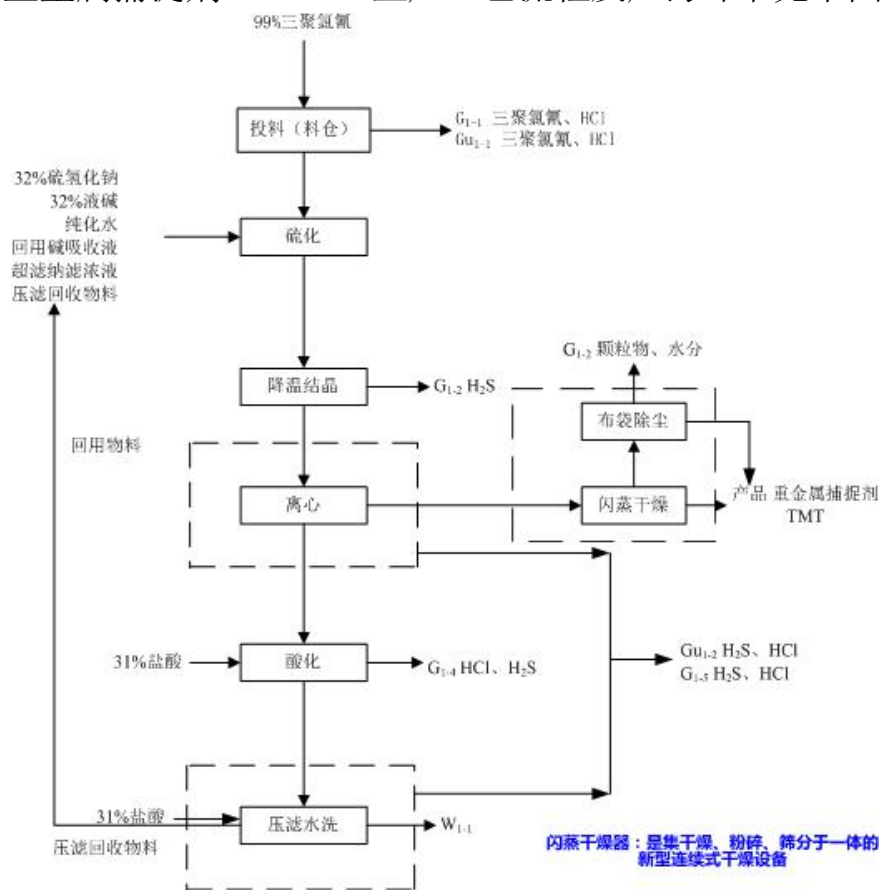 99%三聚氯氰
投料（料仓）
G₁₋₁ 三聚氯氰、HCl
Gu₁₋₁ 三聚氯氰、HCl
32%硫氢化钠
32%液碱
纯化水
回用碱吸收液
超滤纳滤浓液
压滤回收物料
硫化
G₁₋₂ 颗粒物、水分
降温结晶
G₁₋₂ H₂S
布袋除尘
回用物料
离心
闪蒸干燥
产品 重金属捕捉剂
TMT
31%盐酸
酸化
G₁₋₄ HCl、H₂S
Gu₁₋₂ H₂S、HCl
G₁₋₅ H₂S、HCl
31%盐酸
压滤水洗
W₁₋₁
压滤回收物料
闪蒸干燥器：是集干燥、粉碎、筛分于一体的
新型连续式干燥设备